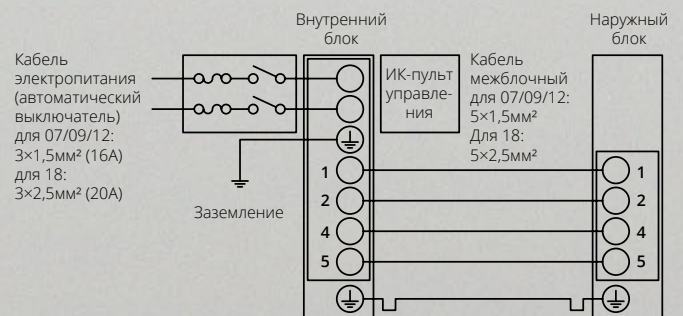 Внутренний
блок
Наружный
блок
Кабель
электропитания
(автоматический
выключатель)
для 07/09/12:
3×1,5мм² (16А)
для 18:
3×2,5мм² (20А)
ИК-пульт
управле-
ния
Кабель
межблочный
для 07/09/12:
5×1,5мм²
Для 18:
5×2,5мм²
Заземление
1
2
4
5
1
2
4
5